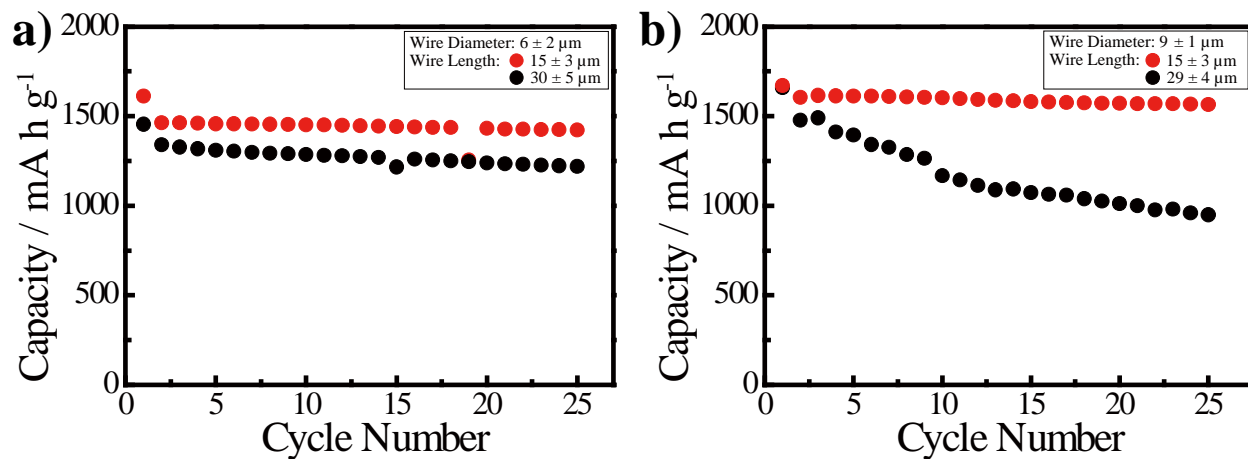 a)
2000
1500
1000
500
0
Capacity / mA h g-1
Wire Diameter: 6 ± 2 µm
Wire Length: 15 ± 3 µm
30 ± 5 µm
0 5 10 15 20 25
Cycle Number
b)
2000
1500
1000
500
0
Capacity / mA h g-1
Wire Diameter: 9 ± 1 µm
Wire Length: 15 ± 3 µm
29 ± 4 µm
0 5 10 15 20 25
Cycle Number